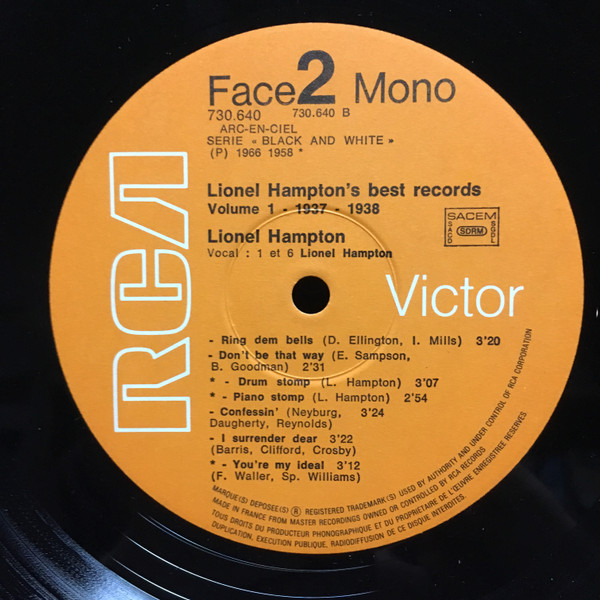 Face 2 Mono
730.640 730.640 B
ARC-EN-CIEL
SERIE « BLACK AND WHITE »
(P) 1966 1958 *
Lionel Hampton's best records
Volume 1 - 1937 - 1938
Lionel Hampton
Vocal : 1 et 6 Lionel Hampton
SACEM
SACD SDRM SGDL
RCA
Victor
- Ring dem bells (D. Ellington, I. Mills) 3'20
- Don't be that way (E. Sampson,
B. Goodman) 2'31
* - Drum stomp (L. Hampton) 3'07
* - Piano stomp (L. Hampton) 2'54
- Confessin' (Neyburg, 3'24
Daugherty, Reynolds)
- I surrender dear 3'22
(Barris, Clifford, Crosby)
* - You're my ideal 3'12
(F. Waller, Sp. Williams)
MARQUE(S) DEPOSEE(S) ® REGISTERED TRADEMARK(S) USED BY AUTHORITY AND UNDER CONTROL OF RCA CORPORATION
MADE IN FRANCE FROM MASTER RECORDINGS OWNED OR CONTROLLED BY RCA RECORDS
TOUS DROITS DU PRODUCTEUR PHONOGRAPHIQUE ET DU PROPRIETAIRE DE L'ŒUVRE ENREGISTREE RESERVES
DUPLICATION, EXECUTION PUBLIQUE, RADIODIFFUSION DE CE DISQUE INTERDITES.